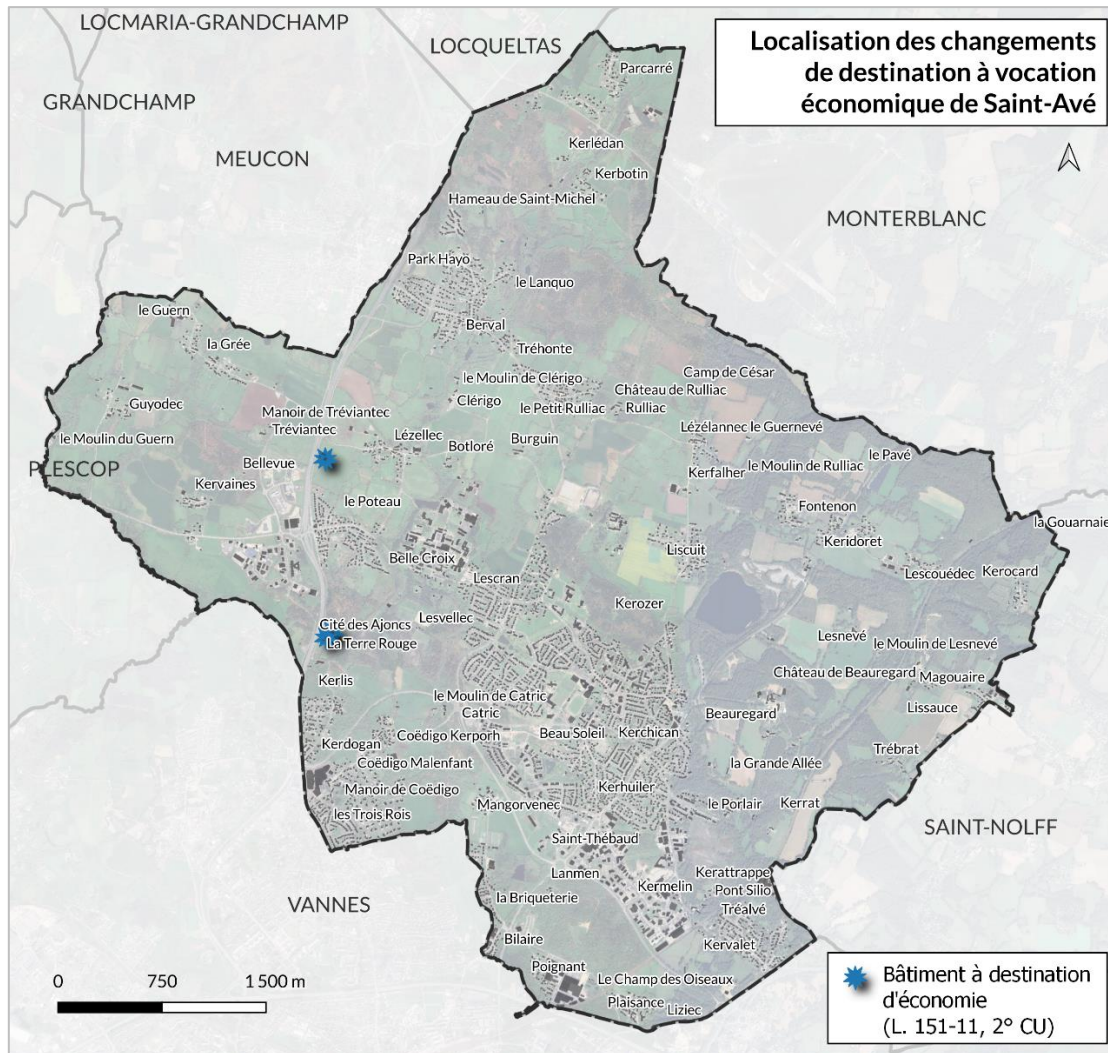 LOCMARIA-GRANDCHAMP
LOCQUELTAS
Localisation des changements
de destination à vocation
économique de Saint-Avé
GRANDCHAMP
MEUCON
MONTERBLANC
Parcarré
Kerlédan
Kerbotin
Hameau de Saint-Michel
Park Hayo
le Lanquo
le Guern
Berval
la Grée
Tréhonte
Camp de César
le Moulin de Clérigo
Château de Rulliac
Guyodec
Clérigo
le Petit Rulliac
Rulliac
Manoir de Tréviantec
Tréviantec
Lézellec
Botloré
Burguin
Lézélannec
le Guernevé
le Moulin du Guern
le Pavé
PLESCOP
Bellevue
Kerfalher
le Moulin de Rulliac
Kervaines
le Poteau
Fontenon
la Gouarnaie
Keridoret
Belle Croix
Liscuit
Lescran
Lescouédec
Kerocard
Kerozer
Cité des Ajoncs
Lesvellec
La Terre Rouge
Lesnevé
le Moulin de Lesnevé
Kerlis
Château de Beauregard
Magouaire
le Moulin de Catric
Catric
Beauregard
Lissauce
Kerdogan
Coëdigo Kerporh
Beau Soleil
Kerchican
Trébrat
Coëdigo Malenfant
la Grande Allée
Manoir de Coëdigo
Kerhuiler
les Trois Rois
Mangorvenec
le Porlair
Kerrat
SAINT-NOLFF
Saint-Thébaud
Lanmen
Kerattrappe
VANNES
la Briqueterie
Kermelin
Pont Silio
Tréalvé
Bilaire
Kervalet
Poignant
Le Champ des Oiseaux
Plaisance
Liziec
0 750 1 500 m
Bâtiment à destination
d'économie
(L. 151-11, 2° CU)